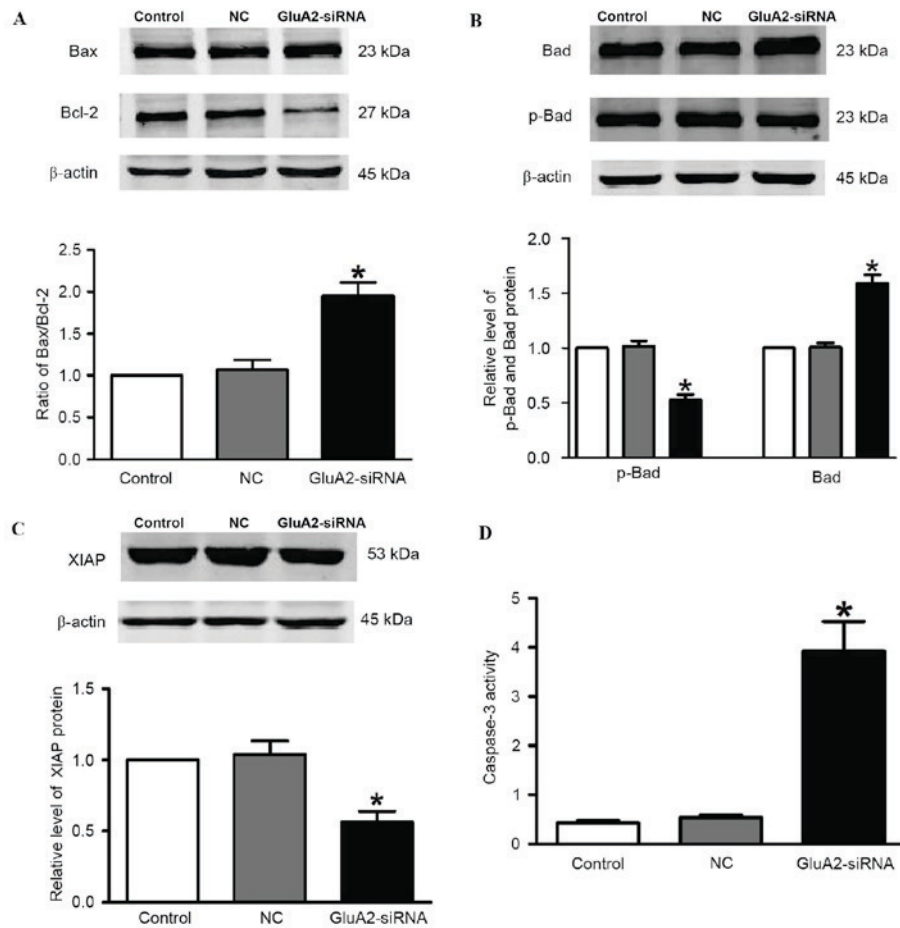 A
Control NC GluA2-siRNA
Bax 23 kDa
Bcl-2 27 kDa
β-actin 45 kDa
Ratio of Bax/Bcl-2
2.5
2.0
1.5
1.0
0.5
0.0
*
Control NC GluA2-siRNA
B
Control NC GluA2-siRNA
Bad 23 kDa
p-Bad 23 kDa
β-actin 45 kDa
Relative level of
p-Bad and Bad protein
2.0
1.5
1.0
0.5
0.0
*
*
p-Bad Bad
C
Control NC GluA2-siRNA
XIAP 53 kDa
β-actin 45 kDa
Relative level of XIAP protein
1.5
1.0
0.5
0.0
*
Control NC GluA2-siRNA
D
Caspase-3 activity
5
4
3
2
1
0
*
Control NC GluA2-siRNA